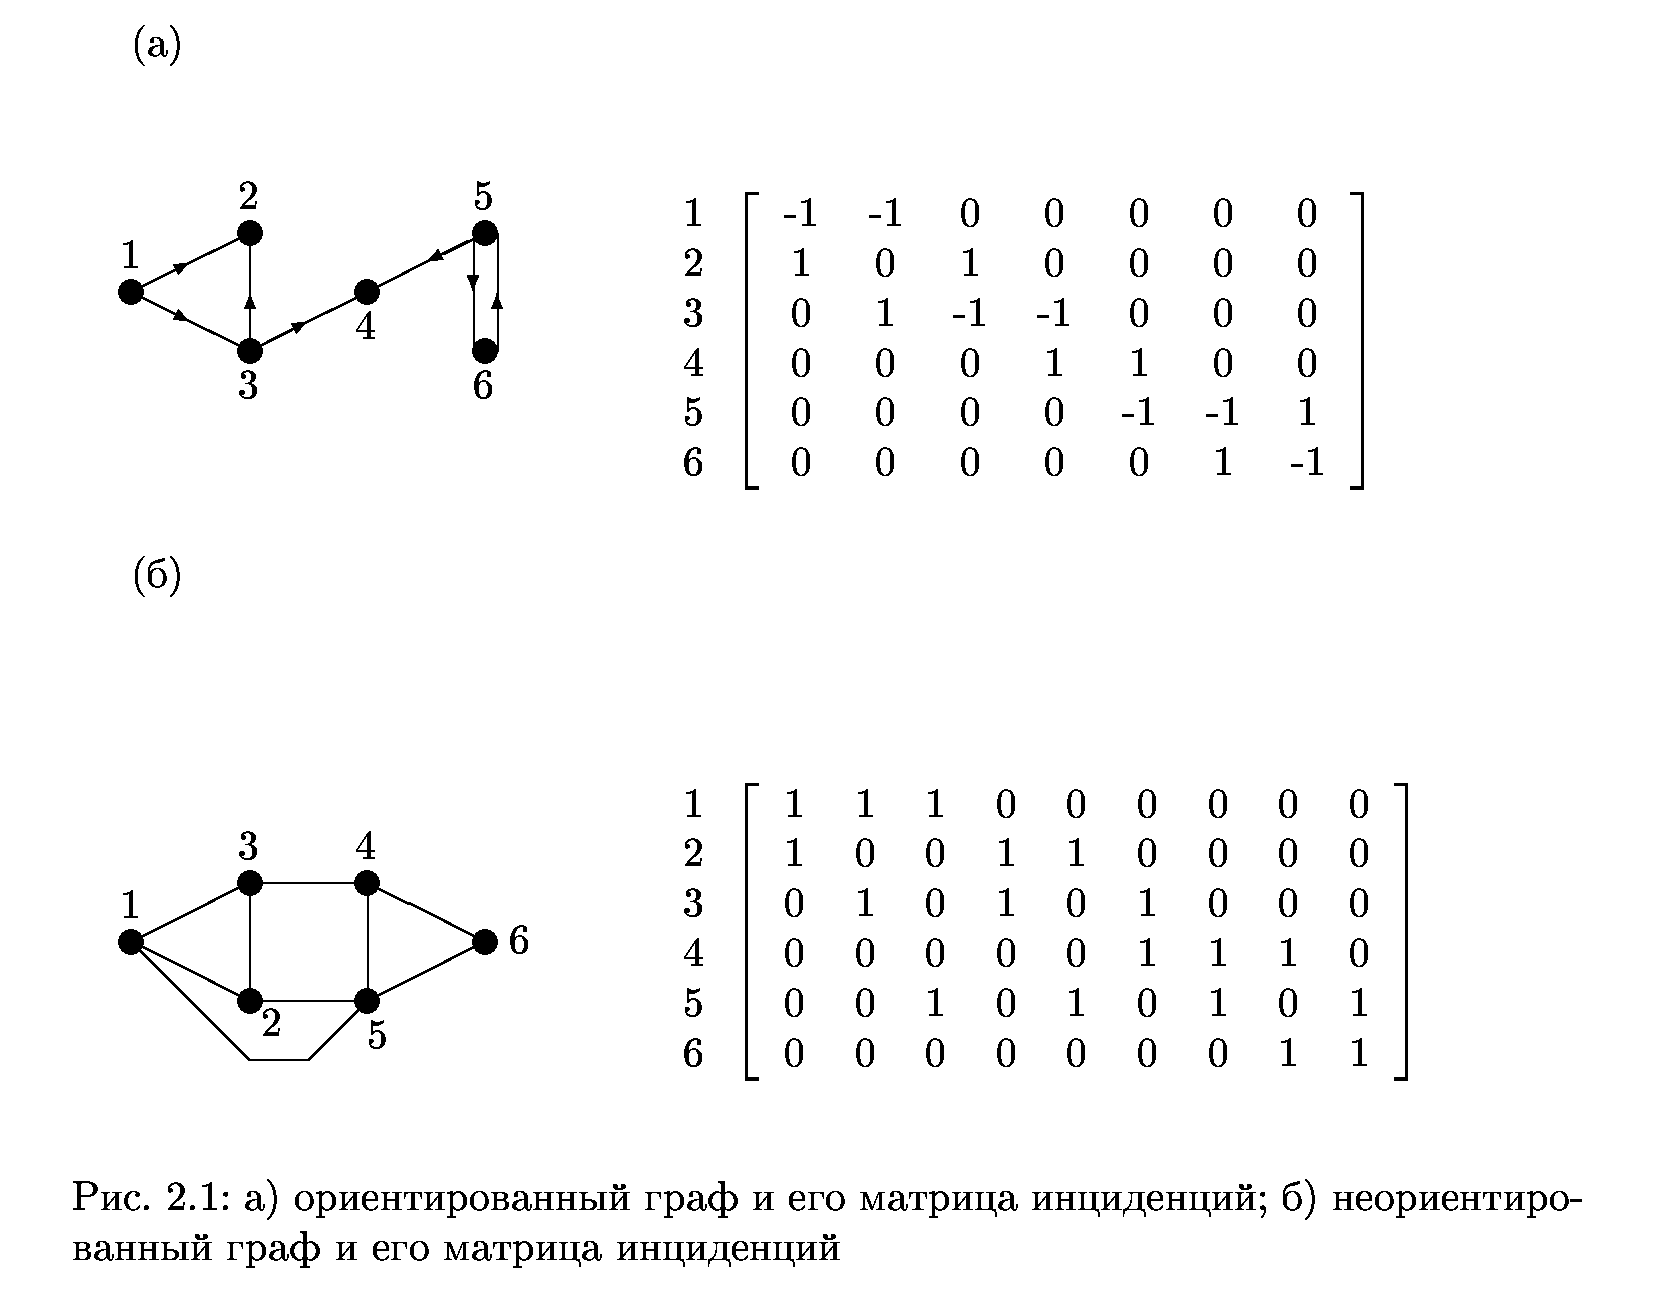 (а)
2 5
1
4
3 6
1 -1 -1 0 0 0 0 0
2 1 0 1 0 0 0 0
3 0 1 -1 -1 0 0 0
4 0 0 0 1 1 0 0
5 0 0 0 0 -1 -1 1
6 0 0 0 0 0 1 -1
(б)
3 4
1
6
2 5
1 1 1 1 0 0 0 0 0 0
2 1 0 0 1 1 0 0 0 0
3 0 1 0 1 0 1 0 0 0
4 0 0 0 0 0 1 1 1 0
5 0 0 1 0 1 0 1 0 1
6 0 0 0 0 0 0 0 1 1
Рис. 2.1: а) ориентированный граф и его матрица инциденций; б) неориентиро-
ванный граф и его матрица инциденций